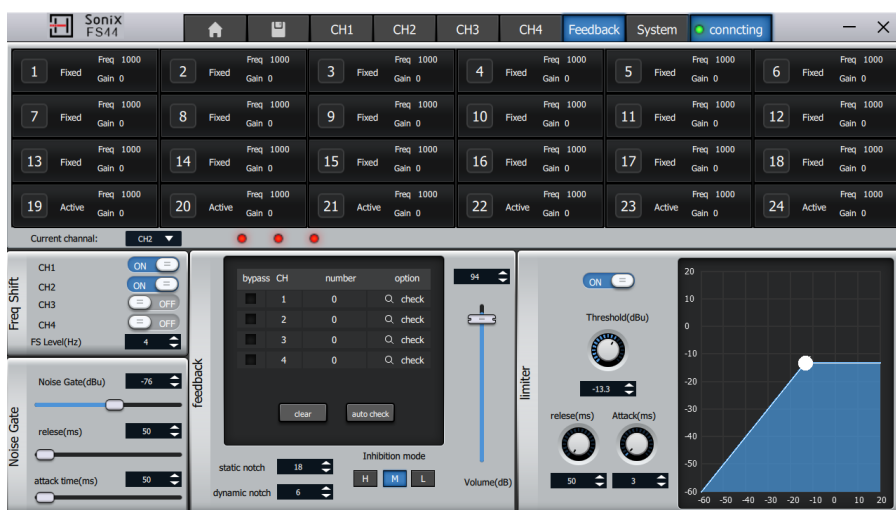 SoniX
FS44
CH1 CH2 CH3 CH4 Feedback System conncting
1 Fixed Freq 1000 Gain 0 2 Fixed Freq 1000 Gain 0 3 Fixed Freq 1000 Gain 0 4 Fixed Freq 1000 Gain 0 5 Fixed Freq 1000 Gain 0 6 Fixed Freq 1000 Gain 0
7 Fixed Freq 1000 Gain 0 8 Fixed Freq 1000 Gain 0 9 Fixed Freq 1000 Gain 0 10 Fixed Freq 1000 Gain 0 11 Fixed Freq 1000 Gain 0 12 Fixed Freq 1000 Gain 0
13 Fixed Freq 1000 Gain 0 14 Fixed Freq 1000 Gain 0 15 Fixed Freq 1000 Gain 0 16 Fixed Freq 1000 Gain 0 17 Fixed Freq 1000 Gain 0 18 Fixed Freq 1000 Gain 0
19 Active Freq 1000 Gain 0 20 Active Freq 1000 Gain 0 21 Active Freq 1000 Gain 0 22 Active Freq 1000 Gain 0 23 Active Freq 1000 Gain 0 24 Active Freq 1000 Gain 0
Current channal: CH2
Freq Shift
CH1 ON
CH2 ON
CH3 OFF
CH4 OFF
FS Level(Hz) 4
Noise Gate
Noise Gate(dBu) -76
relese(ms) 50
attack time(ms) 50
feedback
bypass CH number option
1 0 check
2 0 check
3 0 check
4 0 check
clear auto check
static notch 18
dynamic notch 6
Inhibition mode
H M L
94
Volume(dB)
limiter
ON
Threshold(dBu)
-13.3
relese(ms) Attack(ms)
50 3
20
10
0
-10
-20
-30
-40
-50
-60
-60 -50 -40 -30 -20 -10 0 10 20